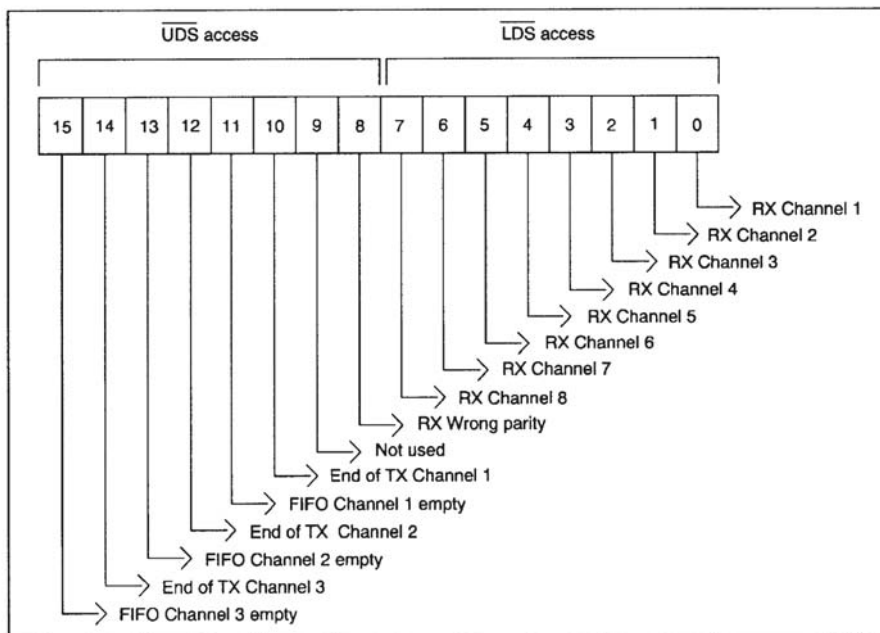 UDS access LDS access
15 14 13 12 11 10 9 8 7 6 5 4 3 2 1 0
RX Channel 1
RX Channel 2
RX Channel 3
RX Channel 4
RX Channel 5
RX Channel 6
RX Channel 7
RX Channel 8
RX Wrong parity
Not used
End of TX Channel 1
FIFO Channel 1 empty
End of TX Channel 2
FIFO Channel 2 empty
End of TX Channel 3
FIFO Channel 3 empty